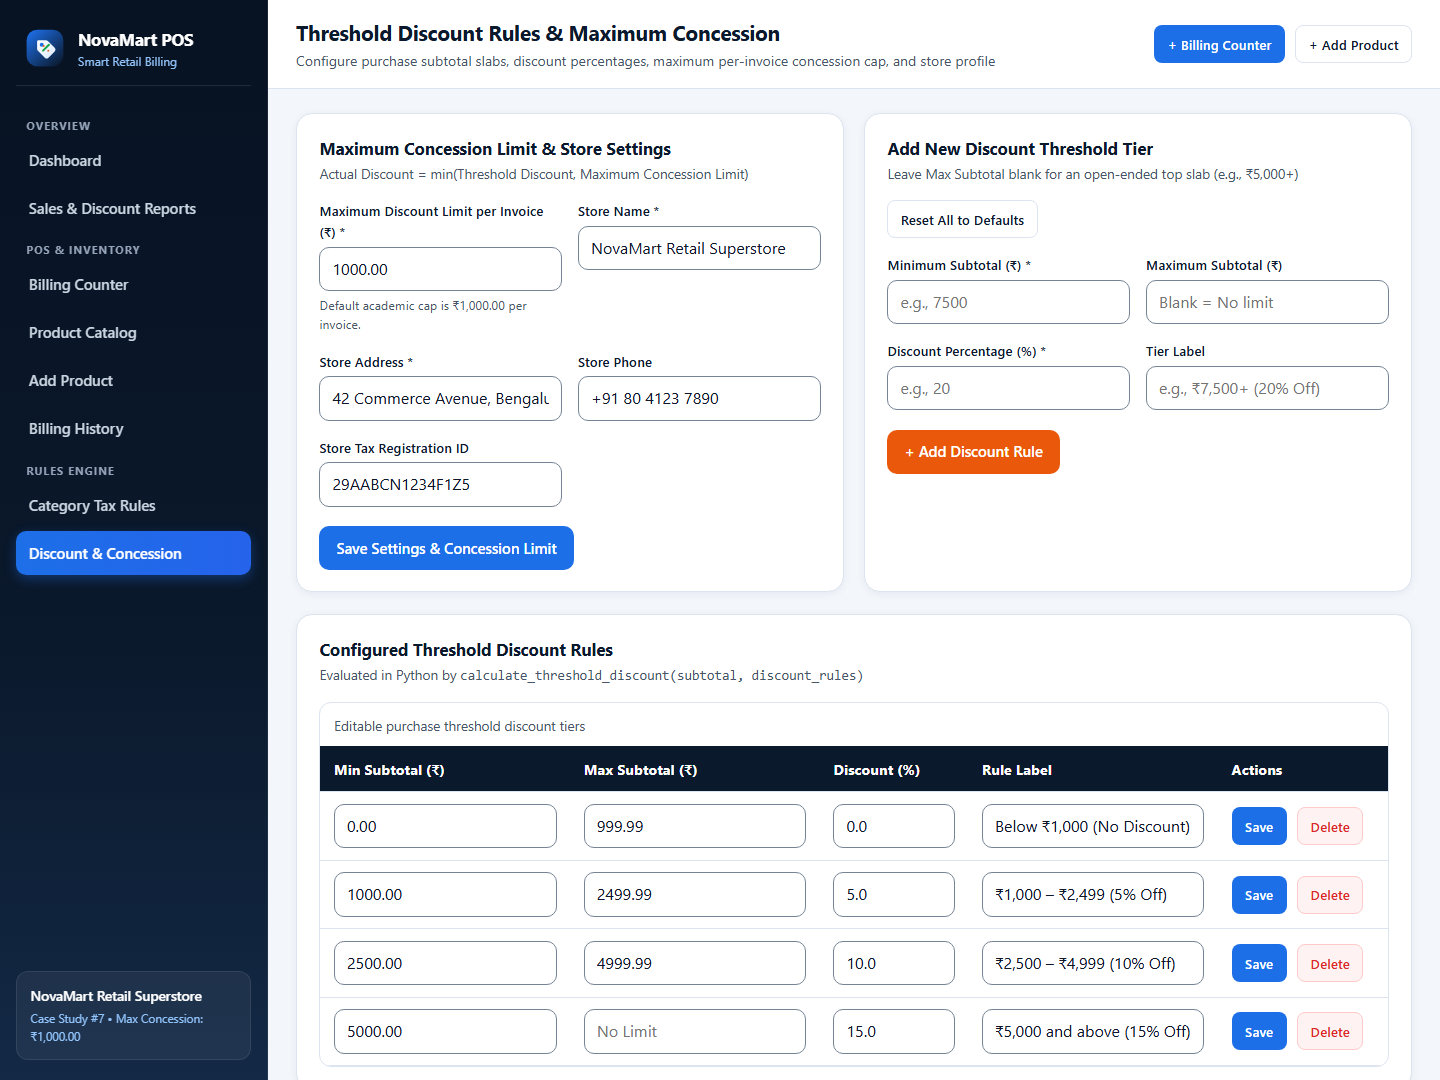 NovaMart POS
Smart Retail Billing
OVERVIEW
Dashboard
Sales & Discount Reports
POS & INVENTORY
Billing Counter
Product Catalog
Add Product
Billing History
RULES ENGINE
Category Tax Rules
Discount & Concession
NovaMart Retail Superstore
Case Study #7 • Max Concession:
₹1,000.00
Threshold Discount Rules & Maximum Concession
Configure purchase subtotal slabs, discount percentages, maximum per-invoice concession cap, and store profile
+ Billing Counter
+ Add Product
Maximum Concession Limit & Store Settings
Actual Discount = min(Threshold Discount, Maximum Concession Limit)
Maximum Discount Limit per Invoice
(₹) *
1000.00
Default academic cap is ₹1,000.00 per
invoice.
Store Name *
NovaMart Retail Superstore
Store Address *
42 Commerce Avenue, Bengalu
Store Phone
+91 80 4123 7890
Store Tax Registration ID
29AABCN1234F1Z5
Save Settings & Concession Limit
Add New Discount Threshold Tier
Leave Max Subtotal blank for an open-ended top slab (e.g., ₹5,000+)
Reset All to Defaults
Minimum Subtotal (₹) *
e.g., 7500
Maximum Subtotal (₹)
Blank = No limit
Discount Percentage (%) *
e.g., 20
Tier Label
e.g., ₹7,500+ (20% Off)
+ Add Discount Rule
Configured Threshold Discount Rules
Evaluated in Python by calculate_threshold_discount(subtotal, discount_rules)
Editable purchase threshold discount tiers
Min Subtotal (₹) Max Subtotal (₹) Discount (%) Rule Label Actions
0.00 999.99 0.0 Below ₹1,000 (No Discount) Save Delete
1000.00 2499.99 5.0 ₹1,000 – ₹2,499 (5% Off) Save Delete
2500.00 4999.99 10.0 ₹2,500 – ₹4,999 (10% Off) Save Delete
5000.00 No Limit 15.0 ₹5,000 and above (15% Off) Save Delete